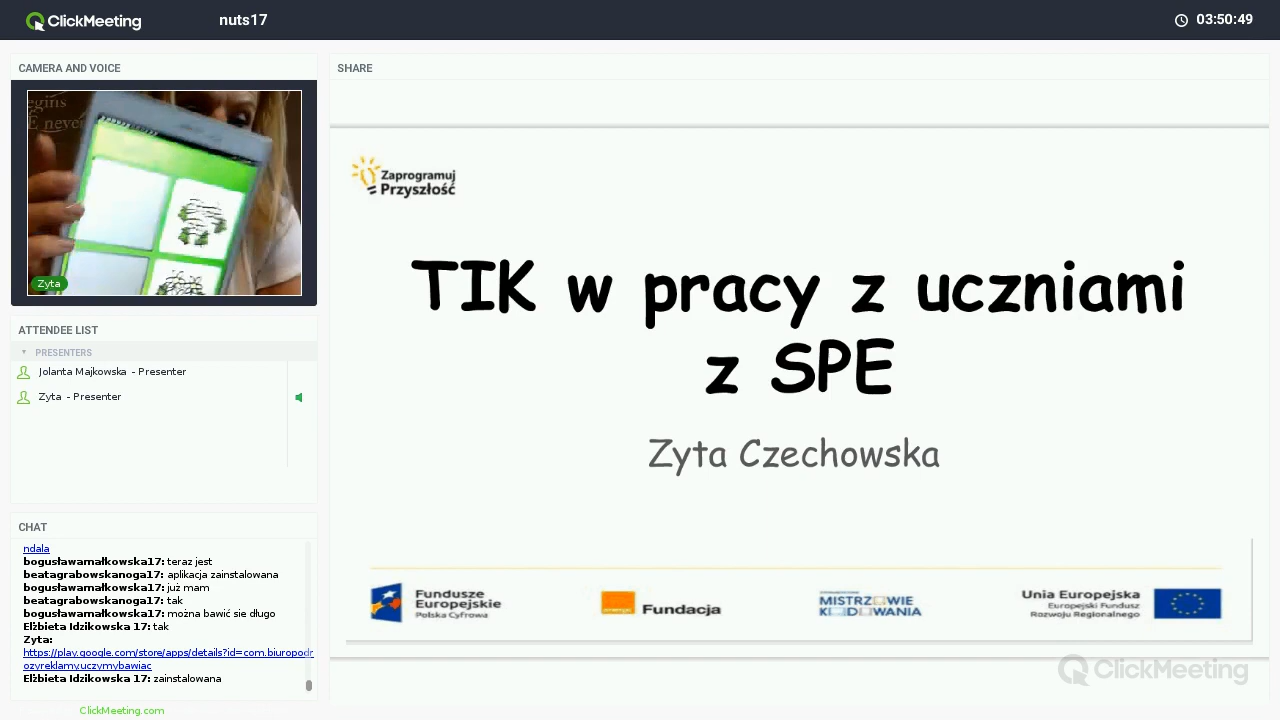 ClickMeeting
nuts17
03:50:49
CAMERA AND VOICE
egins
E never
Zyta
ATTENDEE LIST
PRESENTERS
Jolanta Majkowska - Presenter
Zyta - Presenter
CHAT
ndala
bogusławamałkowska17: teraz jest
beatagrabowskanoga17: aplikacja zainstalowana
bogusławamałkowska17: już mam
beatagrabowskanoga17: tak
bogusławamałkowska17: można bawić sie długo
Elżbieta Idzikowska 17: tak
Zyta:
https://play.google.com/store/apps/details?id=com.biuropodr
ozyreklamy.uczymybawiac
Elżbieta Idzikowska 17: zainstalowana
ClickMeeting.com
SHARE
Zaprogramuj
Przyszłość
TIK w pracy z uczniami
z SPE
Zyta Czechowska
Fundusze
Europejskie
Polska Cyfrowa
Fundacja
MISTRZOWIE
KODOWANIA
Unia Europejska
Europejski Fundusz
Rozwoju Regionalnego
ClickMeeting